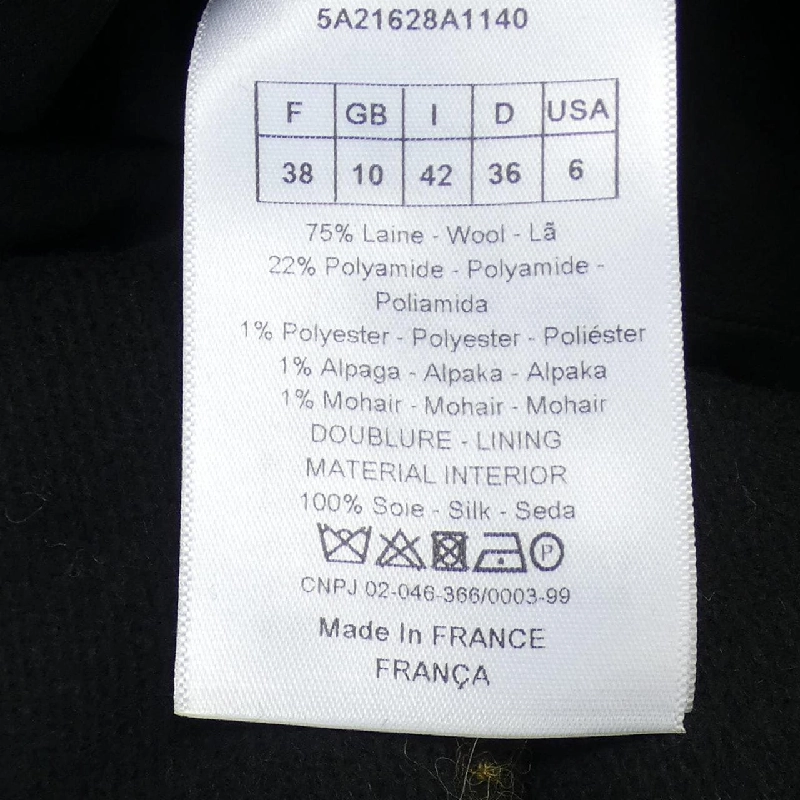 5A21628A1140
F GB I D USA
38 10 42 36 6
75% Laine - Wool - Lã
22% Polyamide - Polyamide -
Poliamida
1% Polyester - Polyester - Poliéster
1% Alpaga - Alpaka - Alpaka
1% Mohair - Mohair - Mohair
DOUBLURE - LINING
MATERIAL INTERIOR
100% Soie - Silk - Seda
P
CNPJ 02-046-366/0003-99
Made In FRANCE
FRANÇA